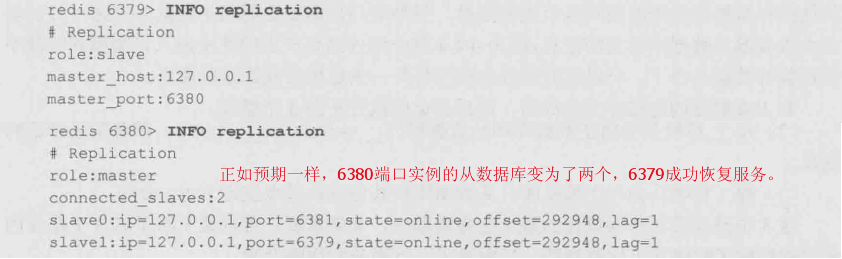 redis 6379> INFO replication
# Replication
role:slave
master_host:127.0.0.1
master_port:6380
redis 6380> INFO replication
# Replication
role:master
正如预期一样，6380端口实例的从数据库变为了两个，6379成功恢复服务。
connected_slaves:2
slave0:ip=127.0.0.1,port=6381,state=online,offset=292948,lag=1
slave1:ip=127.0.0.1,port=6379,state=online,offset=292948,lag=1